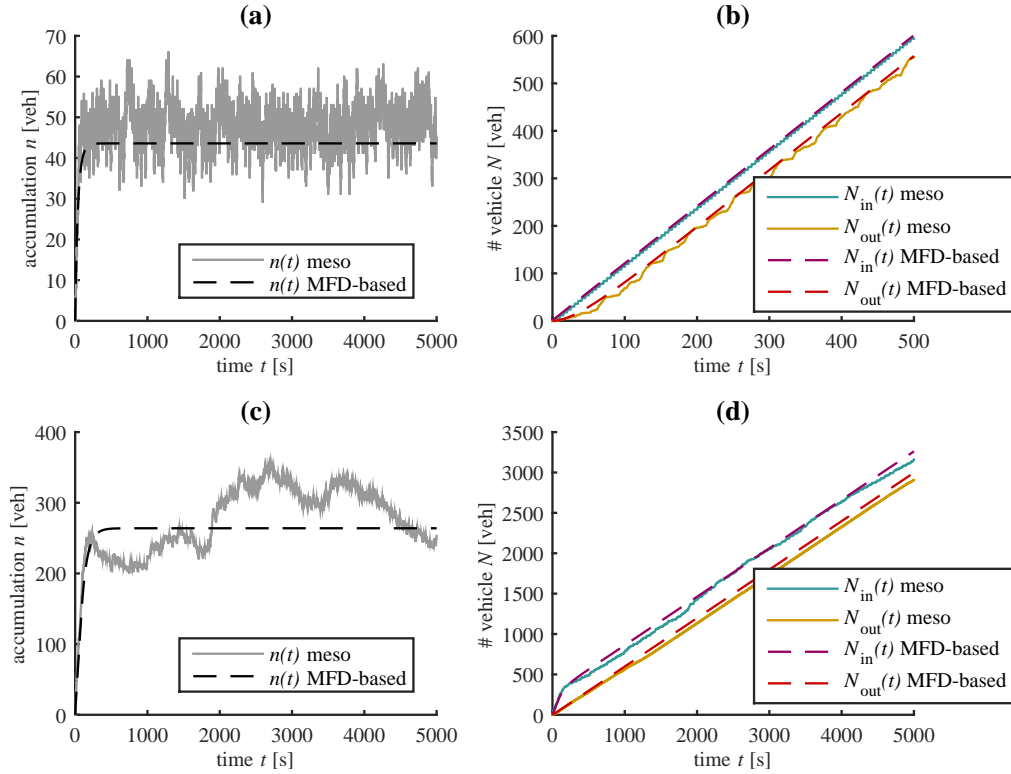 (a)
accumulation n [veh]
70
60
50
40
30
20
10
0
n(t) meso
n(t) MFD-based
0 1000 2000 3000 4000 5000
time t [s]
(b)
# vehicle N [veh]
600
500
400
300
200
100
0
N_in(t) meso
N_out(t) meso
N_in(t) MFD-based
N_out(t) MFD-based
0 100 200 300 400 500
time t [s]
(c)
accumulation n [veh]
400
300
200
100
0
n(t) meso
n(t) MFD-based
0 1000 2000 3000 4000 5000
time t [s]
(d)
# vehicle N [veh]
3500
3000
2500
2000
1500
1000
500
0
N_in(t) meso
N_out(t) meso
N_in(t) MFD-based
N_out(t) MFD-based
0 1000 2000 3000 4000 5000
time t [s]